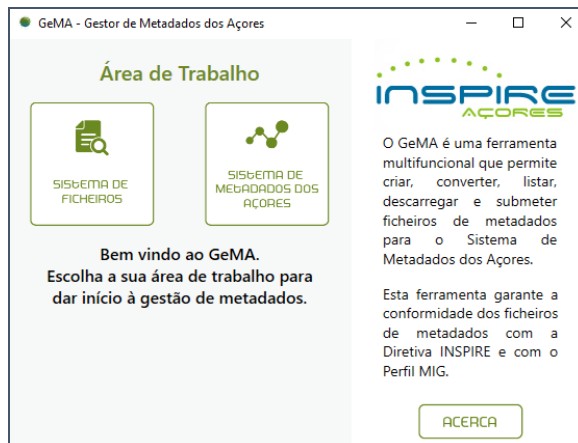 GeMA - Gestor de Metadados dos Açores
Área de Trabalho
SISTEMA DE
FICHEIROS
SISTEMA DE
METADADOS DOS
AÇORES
Bem vindo ao GeMA.
Escolha a sua área de trabalho para
dar início à gestão de metadados.
INSPIRE
AÇORES
O GeMA é uma ferramenta
multifuncional que permite
criar, converter, listar,
descarregar e submeter
ficheiros de metadados
para o Sistema de
Metadados dos Açores.
Esta ferramenta garante a
conformidade dos ficheiros
de metadados com a
Diretiva INSPIRE e com o
Perfil MIG.
ACERCA